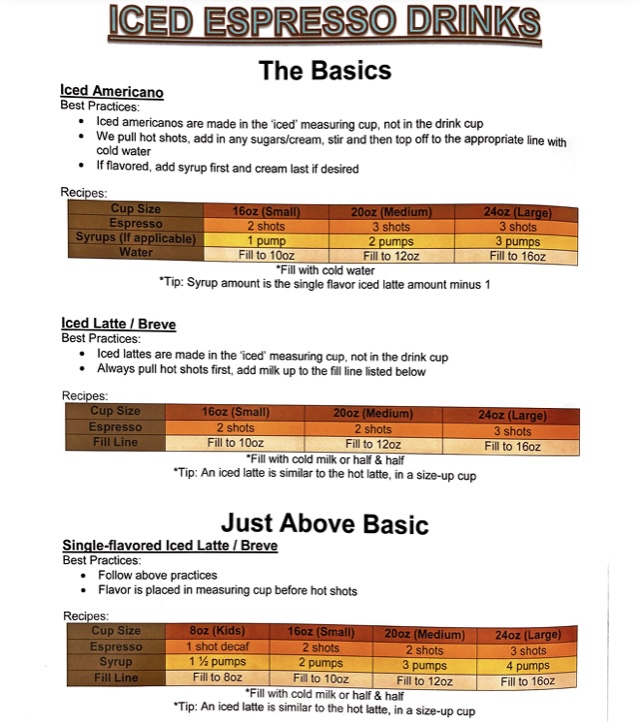 ICED ESPRESSO DRINKS
The Basics
Iced Americano
Best Practices:
• Iced americanos are made in the 'iced' measuring cup, not in the drink cup
• We pull hot shots, add in any sugars/cream, stir and then top off to the appropriate line with
cold water
• If flavored, add syrup first and cream last if desired
Recipes:
Cup Size 16oz (Small) 20oz (Medium) 24oz (Large)
Espresso 2 shots 3 shots 3 shots
Syrups (If applicable) 1 pump 2 pumps 3 pumps
Water Fill to 10oz Fill to 12oz Fill to 16oz
*Fill with cold water
*Tip: Syrup amount is the single flavor iced latte amount minus 1
Iced Latte / Breve
Best Practices:
• Iced lattes are made in the 'iced' measuring cup, not in the drink cup
• Always pull hot shots first, add milk up to the fill line listed below
Recipes:
Cup Size 16oz (Small) 20oz (Medium) 24oz (Large)
Espresso 2 shots 2 shots 3 shots
Fill Line Fill to 10oz Fill to 12oz Fill to 16oz
*Fill with cold milk or half & half
*Tip: An iced latte is similar to the hot latte, in a size-up cup
Just Above Basic
Single-flavored Iced Latte / Breve
Best Practices:
• Follow above practices
• Flavor is placed in measuring cup before hot shots
Recipes:
Cup Size 8oz (Kids) 16oz (Small) 20oz (Medium) 24oz (Large)
Espresso 1 shot decaf 2 shots 2 shots 3 shots
Syrup 1 ½ pumps 2 pumps 3 pumps 4 pumps
Fill Line Fill to 8oz Fill to 10oz Fill to 12oz Fill to 16oz
*Fill with cold milk or half & half
*Tip: An iced latte is similar to the hot latte, in a size-up cup